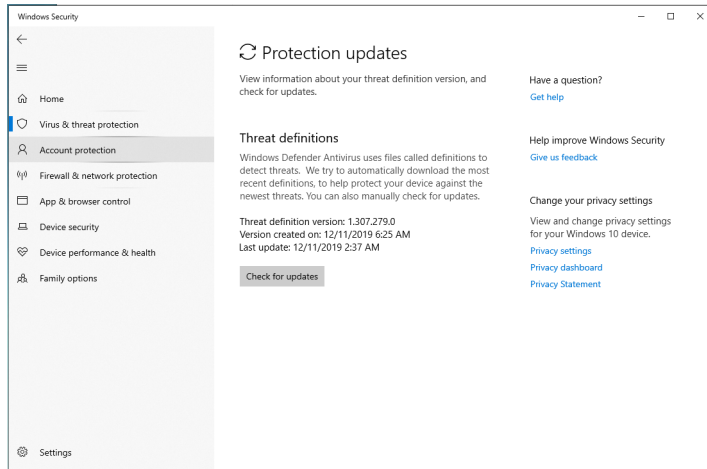 Windows Security
Home
Virus & threat protection
Account protection
Firewall & network protection
App & browser control
Device security
Device performance & health
Family options
Settings
Protection updates
View information about your threat definition version, and
check for updates.
Threat definitions
Windows Defender Antivirus uses files called definitions to
detect threats. We try to automatically download the most
recent definitions, to help protect your device against the
newest threats. You can also manually check for updates.
Threat definition version: 1.307.279.0
Version created on: 12/11/2019 6:25 AM
Last update: 12/11/2019 2:37 AM
Check for updates
Have a question?
Get help
Help improve Windows Security
Give us feedback
Change your privacy settings
View and change privacy settings
for your Windows 10 device.
Privacy settings
Privacy dashboard
Privacy Statement